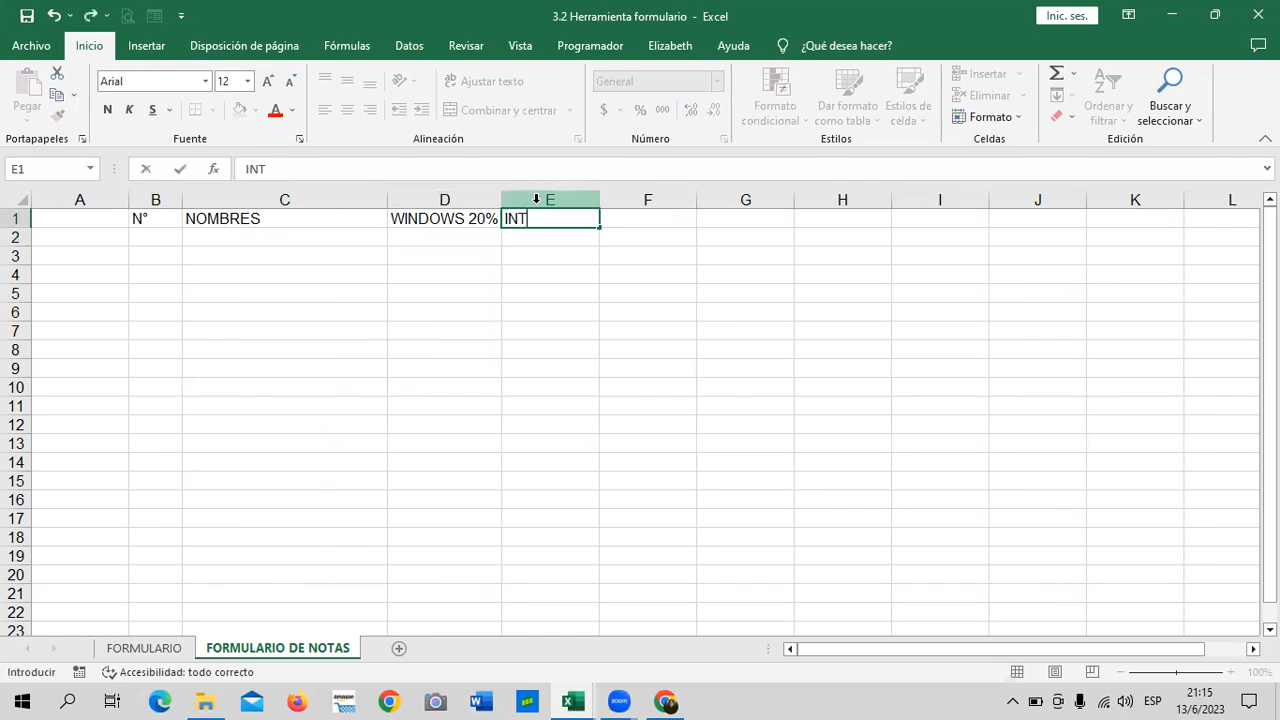 3.2 Herramienta formulario - Excel
Inic. ses.
Archivo Inicio Insertar Disposición de página Fórmulas Datos Revisar Vista Programador Elizabeth Ayuda ¿Qué desea hacer?
Pegar
Arial 12
N K S
Ajustar texto
Combinar y centrar
General
$ % 000
Formato condicional
Dar formato como tabla
Estilos de celda
Insertar
Eliminar
Formato
Ordenar y filtrar
Buscar y seleccionar
Portapapeles Fuente Alineación Número Estilos Celdas Edición
E1 fx INT
A B C D E F G H I J K L
1 N° NOMBRES WINDOWS 20% INT
2
3
4
5
6
7
8
9
10
11
12
13
14
15
16
17
18
19
20
21
22
23
FORMULARIO FORMULARIO DE NOTAS
Introducir Accesibilidad: todo correcto 100%
ESP 21:15
13/6/2023